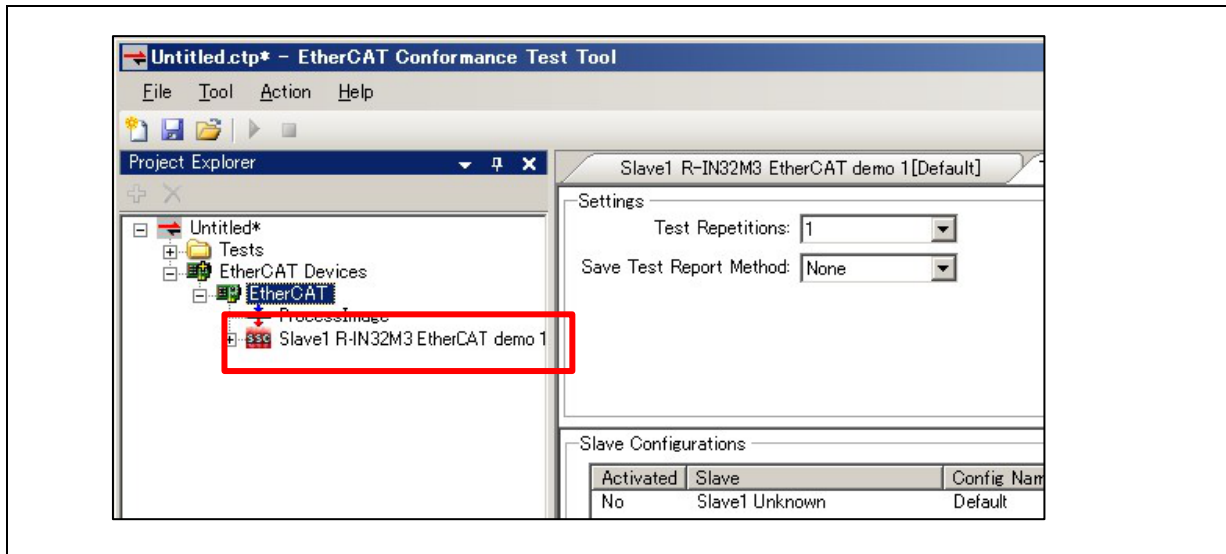 Untitled.ctp* - EtherCAT Conformance Test Tool
File Tool Action Help
Project Explorer
Untitled*
Tests
EtherCAT Devices
EtherCAT
ProcessImage
SSC Slave1 R-IN32M3 EtherCAT demo 1
Slave1 R-IN32M3 EtherCAT demo 1[Default]
Settings
Test Repetitions: 1
Save Test Report Method: None
Slave Configurations
Activated Slave Config Nam
No Slave1 Unknown Default